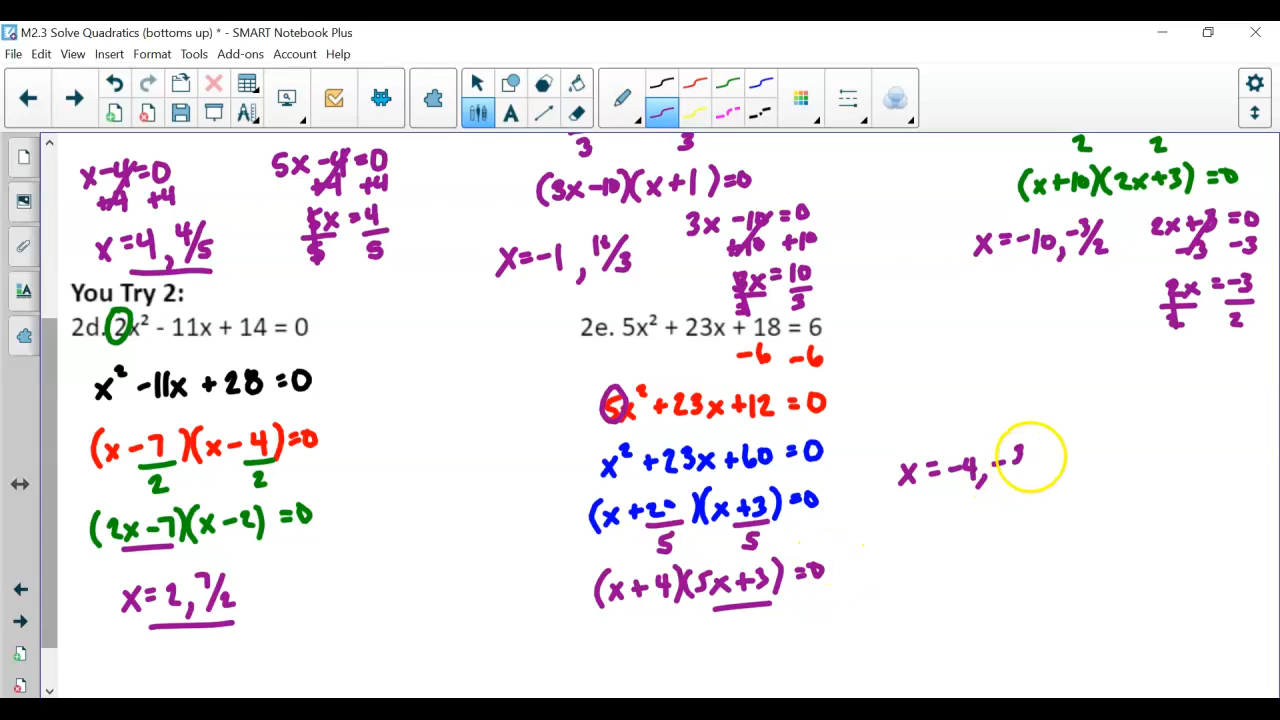 M2.3 Solve Quadratics (bottoms up) * - SMART Notebook Plus
File Edit View Insert Format Tools Add-ons Account Help
x - 4 = 0
+4 +4
x = 4, 4/5
5x - 4 = 0
+4 +4
5x = 4
5 5
3 3
(3x - 10)(x + 1) = 0
x = -1, 10/3
3x - 10 = 0
+10 +10
3x = 10
3 3
2 2
(x + 10)(2x + 3) = 0
x = -10, -3/2
2x + 3 = 0
-3 -3
2x = -3
2 2
You Try 2:
2d. 2x² - 11x + 14 = 0
x² - 11x + 28 = 0
(x - 7)(x - 4) = 0
2 2
(2x - 7)(x - 2) = 0
x = 2, 7/2
2e. 5x² + 23x + 18 = 6
-6 -6
5x² + 23x + 12 = 0
x² + 23x + 60 = 0
(x + 20)(x + 3) = 0
5 5
(x + 4)(5x + 3) = 0
x = -4, -3